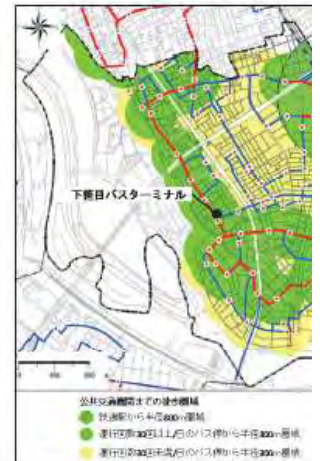 下笹目バスターミナル
公共交通機関までの徒歩圏域
鉄道駅から半径800m圏域
運行回数30回以上/日のバス停から半径300m圏域
運行回数30回未満/日のバス停から半径300m圏域